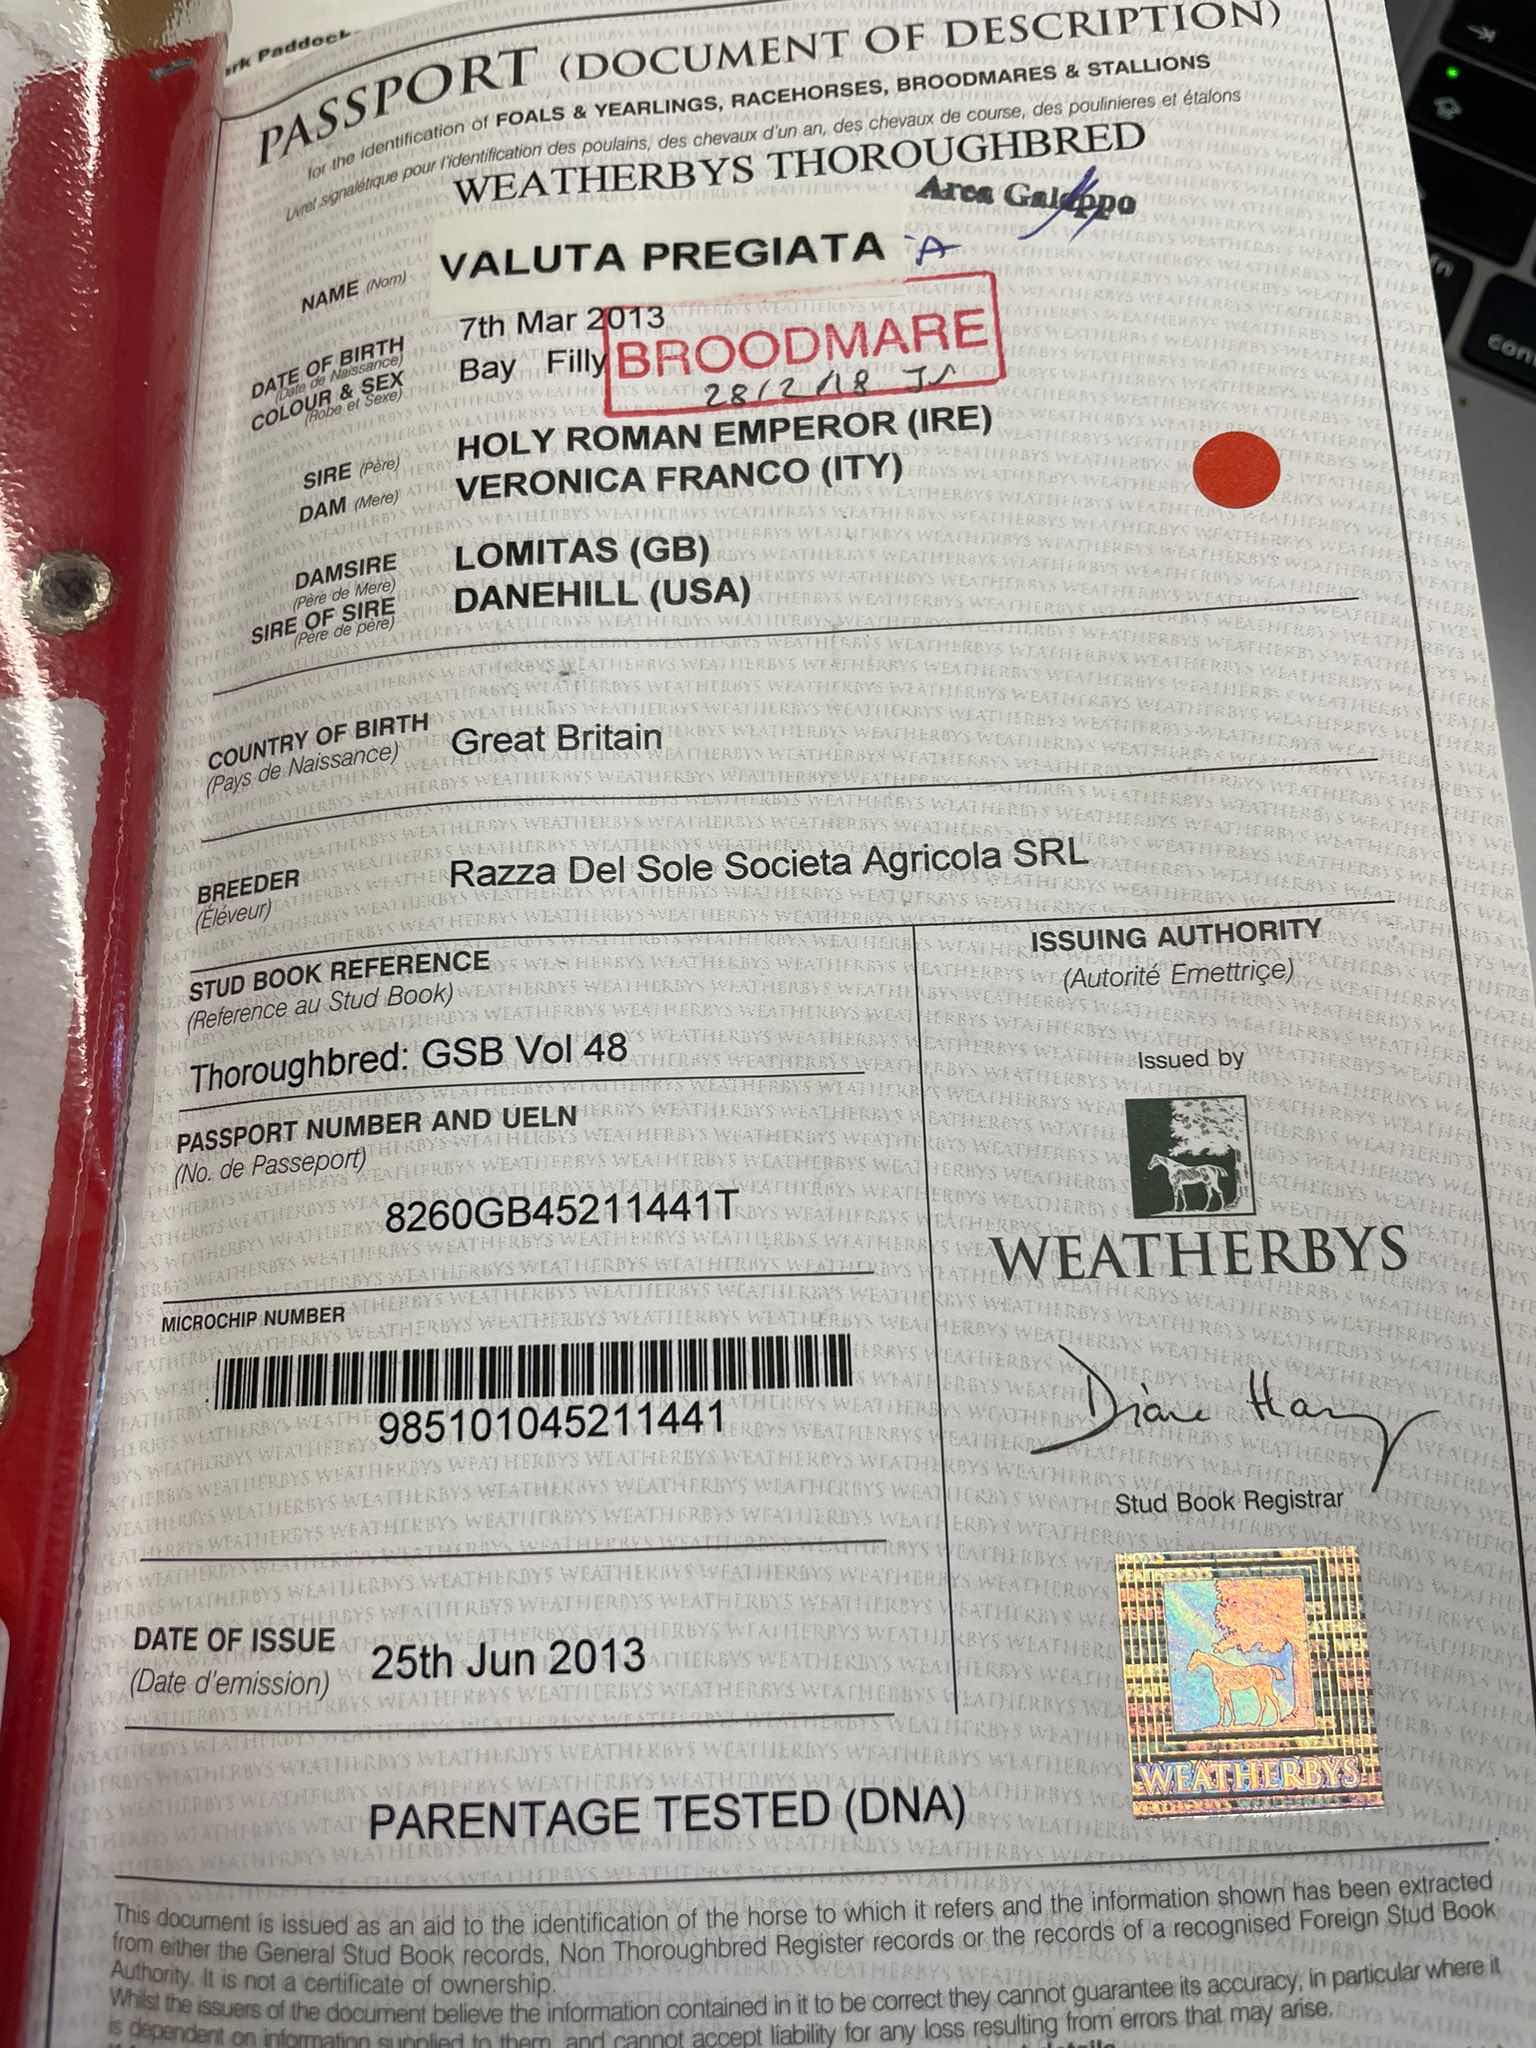 ark Paddock
PASSPORT (DOCUMENT OF DESCRIPTION)
for the identification of FOALS & YEARLINGS, RACEHORSES, BROODMARES & STALLIONS
Livret signalétique pour l'identification des poulains, des chevaux d'un an, des chevaux de course, des poulinieres et étalons
WEATHERBYS THOROUGHBRED
Area Galoppo
NAME (Nom) VALUTA PREGIATA
DATE OF BIRTH 7th Mar 2013
(Date de Naissance)
COLOUR & SEX Bay Filly
(Robe et Sexe)
BROODMARE
28/2/18 JS
SIRE (Père) HOLY ROMAN EMPEROR (IRE)
DAM (Mere) VERONICA FRANCO (ITY)
DAMSIRE LOMITAS (GB)
(Père de Mere)
SIRE OF SIRE DANEHILL (USA)
(Père de père)
COUNTRY OF BIRTH Great Britain
(Pays de Naissance)
BREEDER Razza Del Sole Societa Agricola SRL
(Éléveur)
STUD BOOK REFERENCE
(Reference au Stud Book)
Thoroughbred: GSB Vol 48
PASSPORT NUMBER AND UELN
(No. de Passeport)
8260GB45211441T
MICROCHIP NUMBER
985101045211441
DATE OF ISSUE 25th Jun 2013
(Date d'emission)
ISSUING AUTHORITY
(Autorité Emettriçe)
Issued by
WEATHERBYS
Stud Book Registrar
WEATHERBYS
PARENTAGE TESTED (DNA)
This document is issued as an aid to the identification of the horse to which it refers and the information shown has been extracted
from either the General Stud Book records, Non Thoroughbred Register records or the records of a recognised Foreign Stud Book
Authority. It is not a certificate of ownership.
Whilst the issuers of the document believe the information contained in it to be correct they cannot guarantee its accuracy, in particular where it
is dependent on information supplied to them, and cannot accept liability for any loss resulting from errors that may arise.